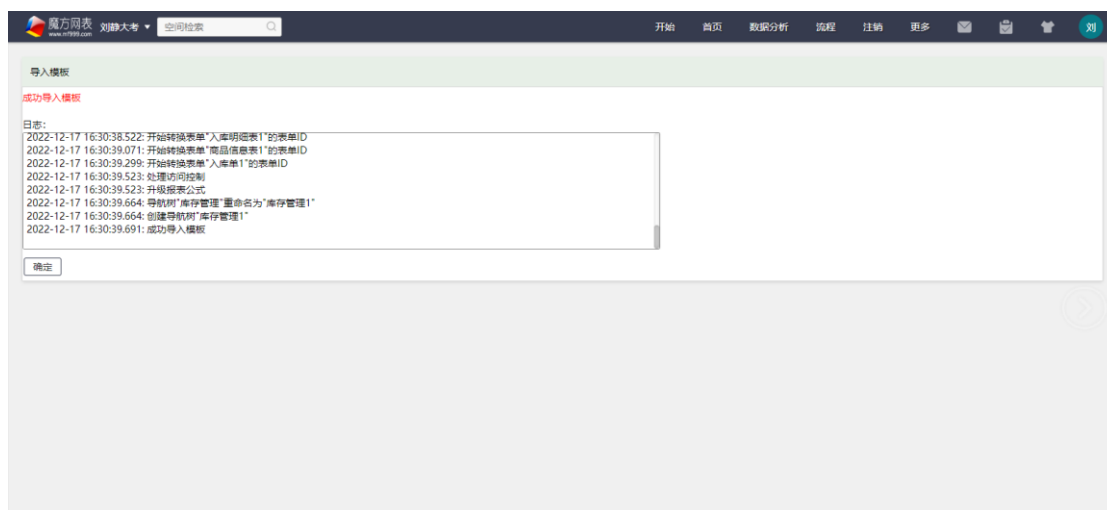 魔方网表 刘静大考 ▼ 空间检索 开始 首页 数据分析 流程 注销 更多 刘
导入模板
成功导入模板
日志:
2022-12-17 16:30:38.522: 开始转换表单"入库明细表1"的表单ID
2022-12-17 16:30:39.071: 开始转换表单"商品信息表1"的表单ID
2022-12-17 16:30:39.299: 开始转换表单"入库单1"的表单ID
2022-12-17 16:30:39.523: 处理访问控制
2022-12-17 16:30:39.523: 升级报表公式
2022-12-17 16:30:39.664: 导航树"库存管理"重命名为"库存管理1"
2022-12-17 16:30:39.664: 创建导航树"库存管理1"
2022-12-17 16:30:39.691: 成功导入模板
确定